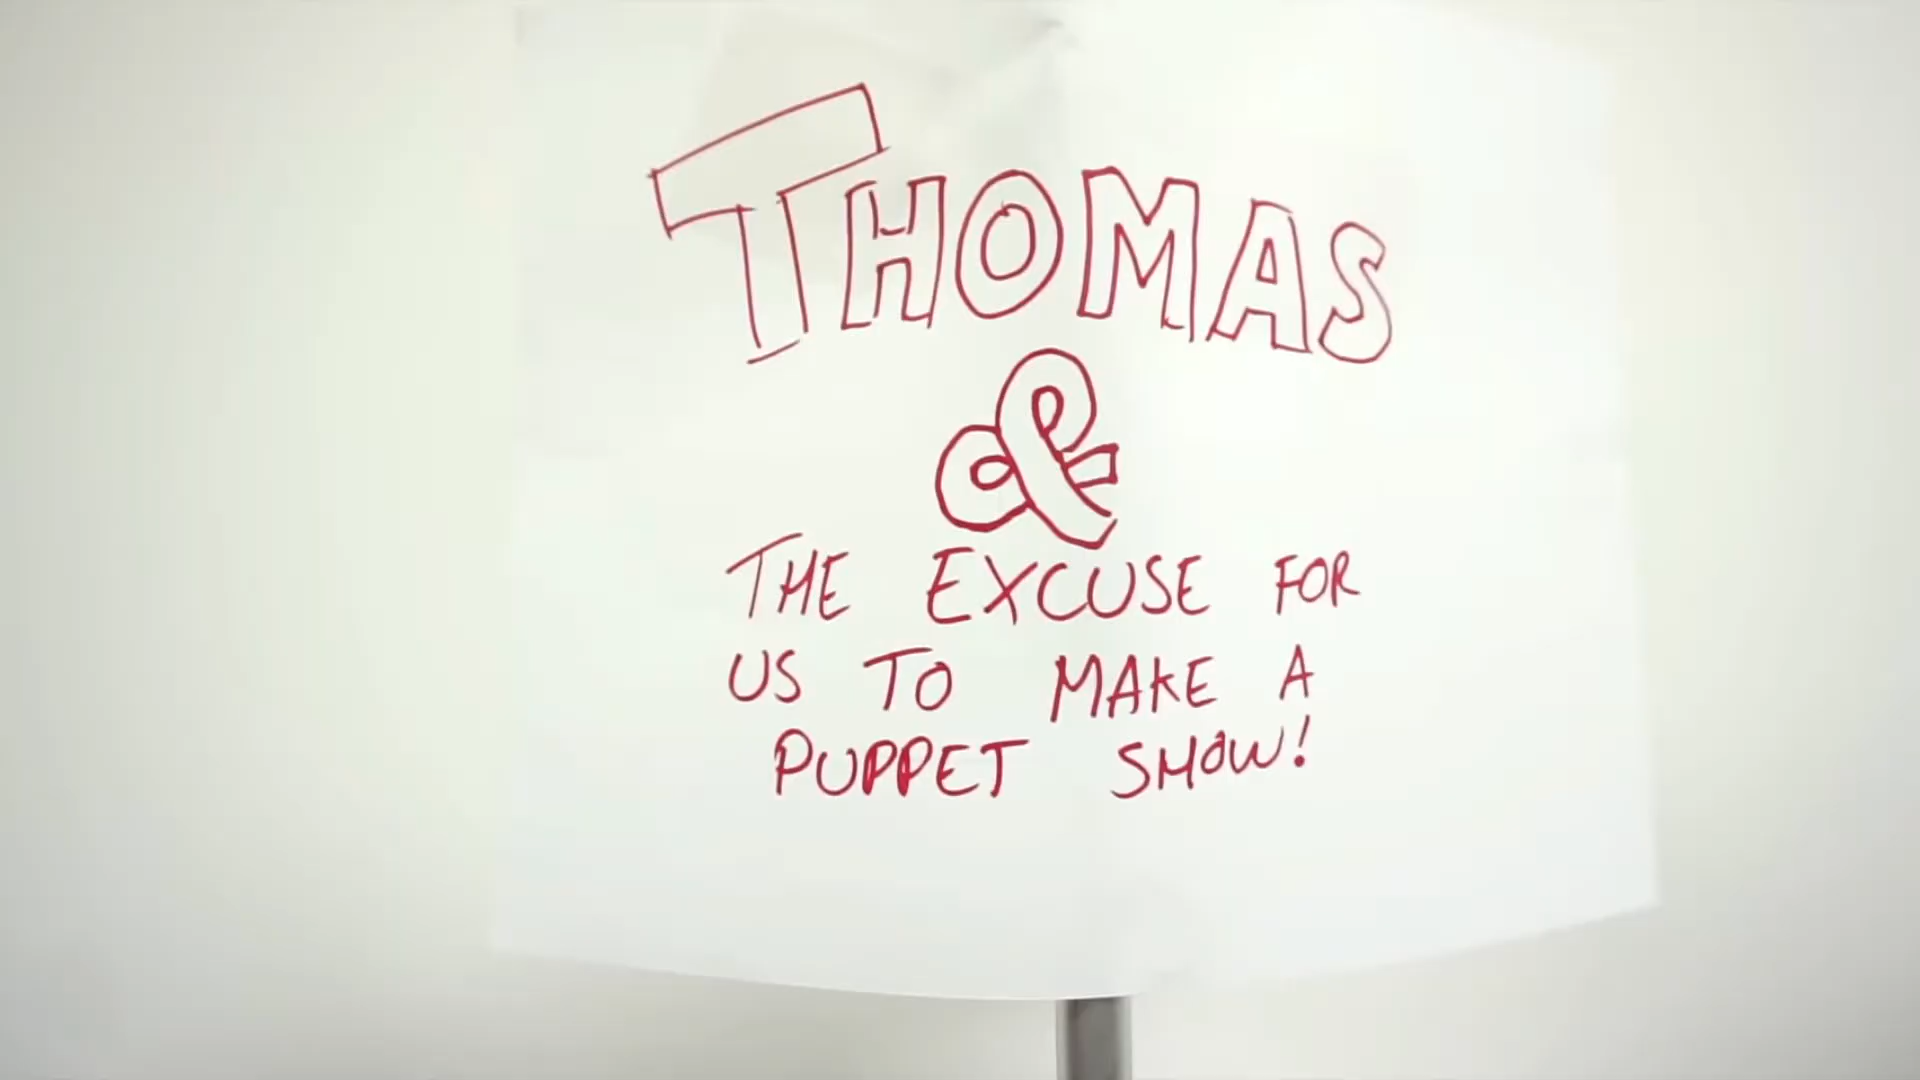 THOMAS
&
THE EXCUSE FOR
US TO MAKE A
PUPPET SHOW!